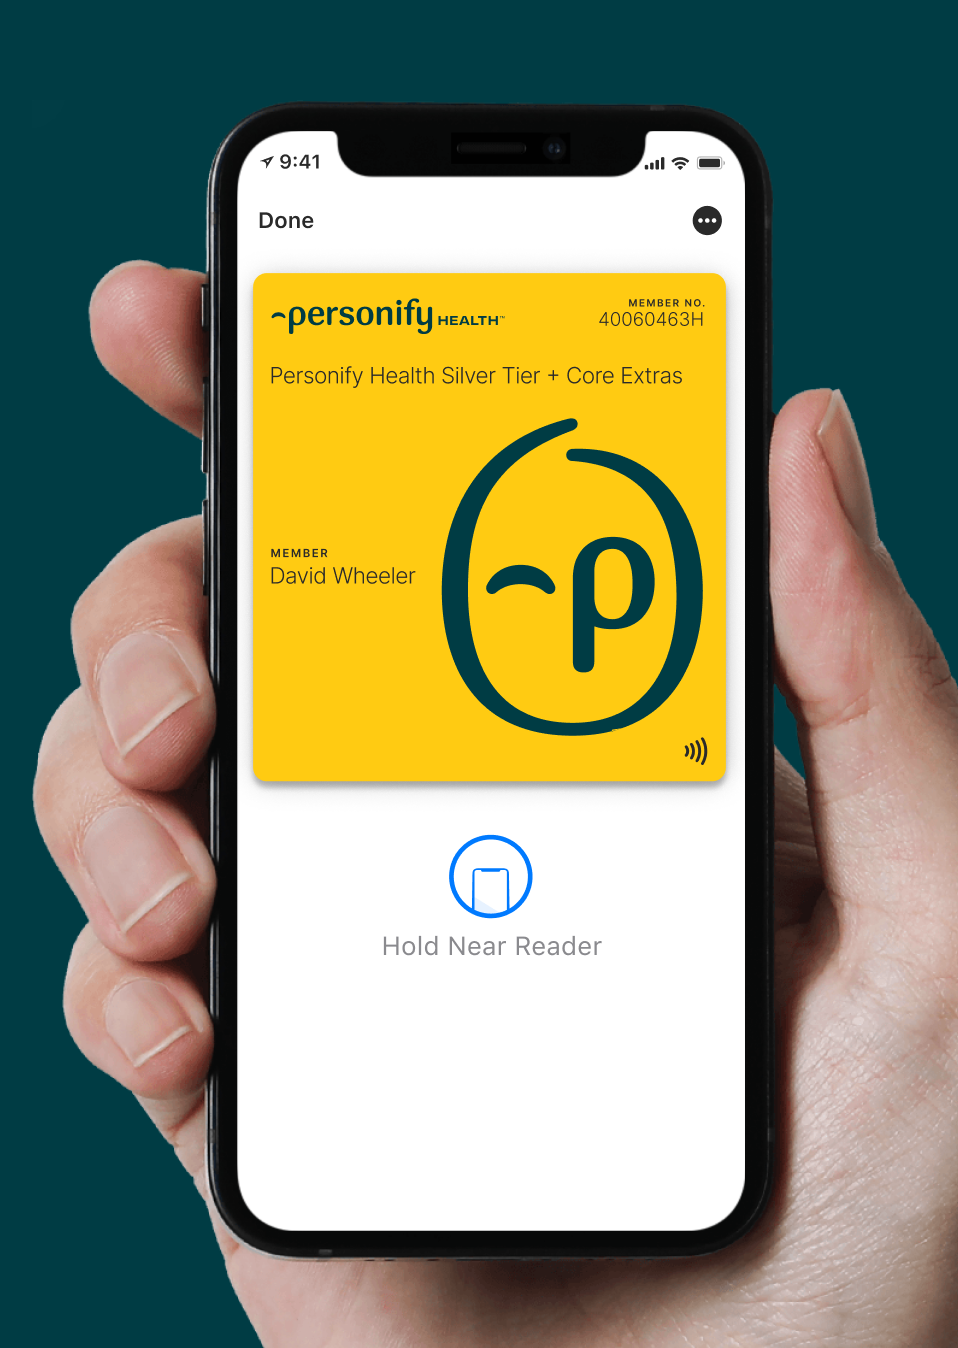 9:41
Done
personify HEALTH™
MEMBER NO.
40060463H
Personify Health Silver Tier + Core Extras
MEMBER
David Wheeler
p
Hold Near Reader